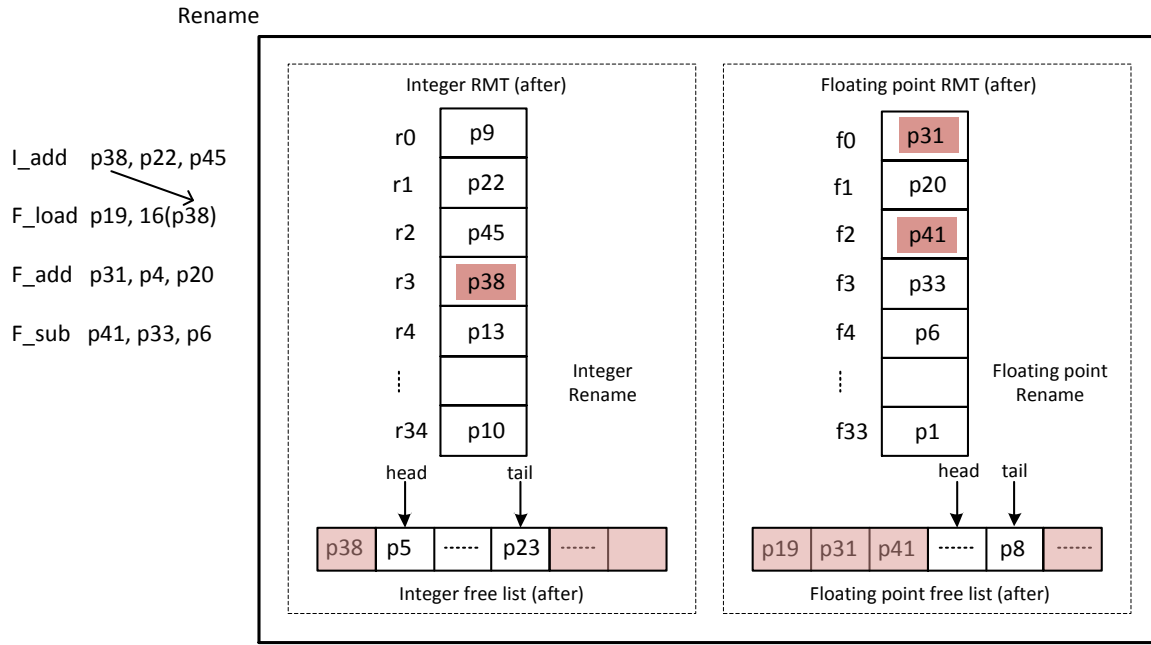 Rename
I_add p38, p22, p45
F_load p19, 16(p38)
F_add p31, p4, p20
F_sub p41, p33, p6
Integer RMT (after)
r0 p9
r1 p22
r2 p45
r3 p38
r4 p13
r34 p10
Integer
Rename
head tail
p38 p5 ...... p23 ......
Integer free list (after)
Floating point RMT (after)
f0 p31
f1 p20
f2 p41
f3 p33
f4 p6
f33 p1
Floating point
Rename
head tail
p19 p31 p41 ...... p8 ......
Floating point free list (after)